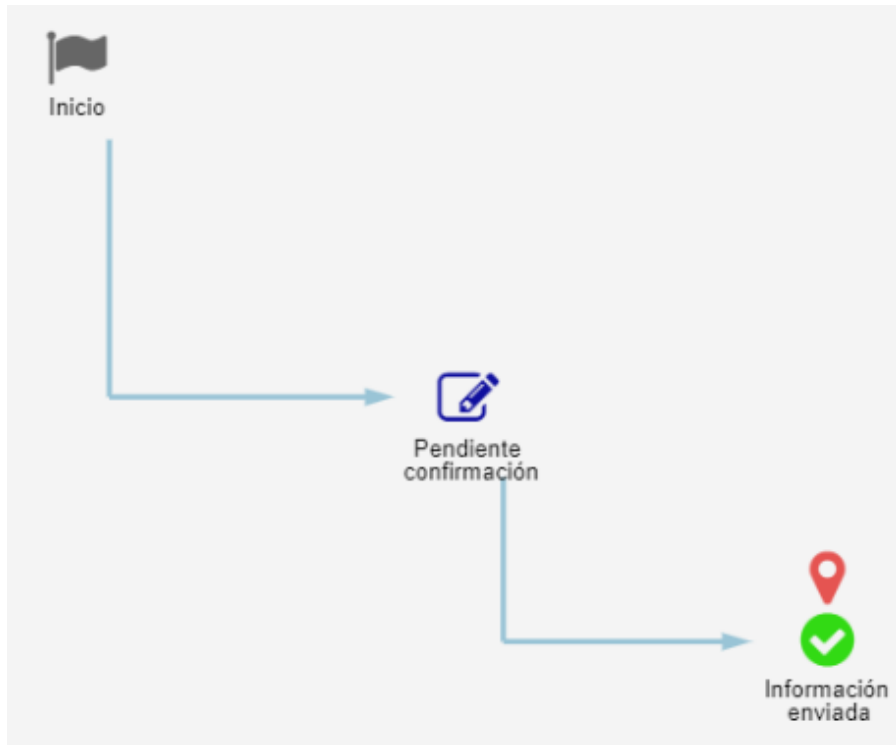 Inicio
Pendiente
confirmación
Información
enviada